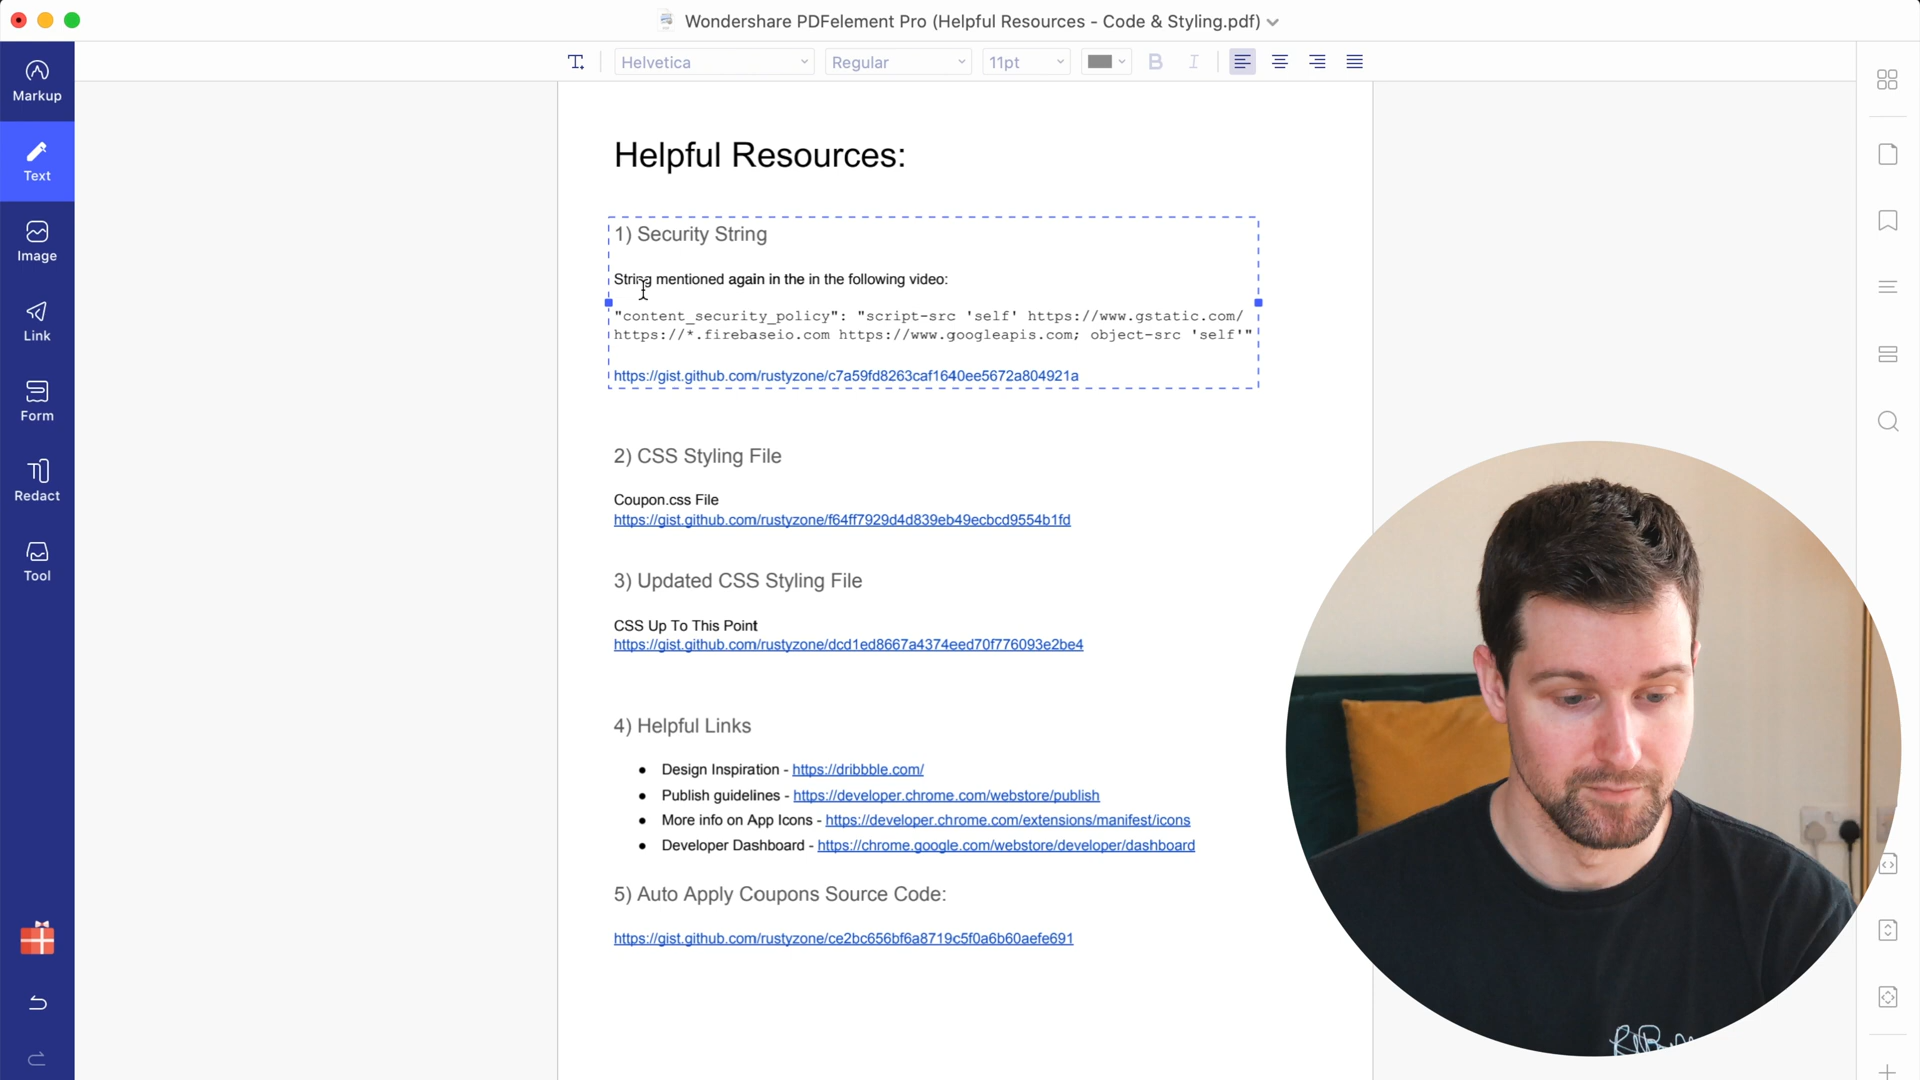 Wondershare PDFelement Pro (Helpful Resources - Code & Styling.pdf)
Helvetica
Regular
11pt
B
I
Markup
Text
Image
Link
Form
Redact
Tool
Helpful Resources:
1) Security String
String mentioned again in the in the following video:
"content_security_policy": "script-src 'self' https://www.gstatic.com/
https://*.firebaseio.com https://www.googleapis.com; object-src 'self'"
https://gist.github.com/rustyzone/c7a59fd8263caf1640ee5672a804921a
2) CSS Styling File
Coupon.css File
https://gist.github.com/rustyzone/f64ff7929d4d839eb49ecbcd9554b1fd
3) Updated CSS Styling File
CSS Up To This Point
https://gist.github.com/rustyzone/dcd1ed8667a4374eed70f776093e2be4
4) Helpful Links
● Design Inspiration - https://dribbble.com/
● Publish guidelines - https://developer.chrome.com/webstore/publish
● More info on App Icons - https://developer.chrome.com/extensions/manifest/icons
● Developer Dashboard - https://chrome.google.com/webstore/developer/dashboard
5) Auto Apply Coupons Source Code:
https://gist.github.com/rustyzone/ce2bc656bf6a8719c5f0a6b60aefe691